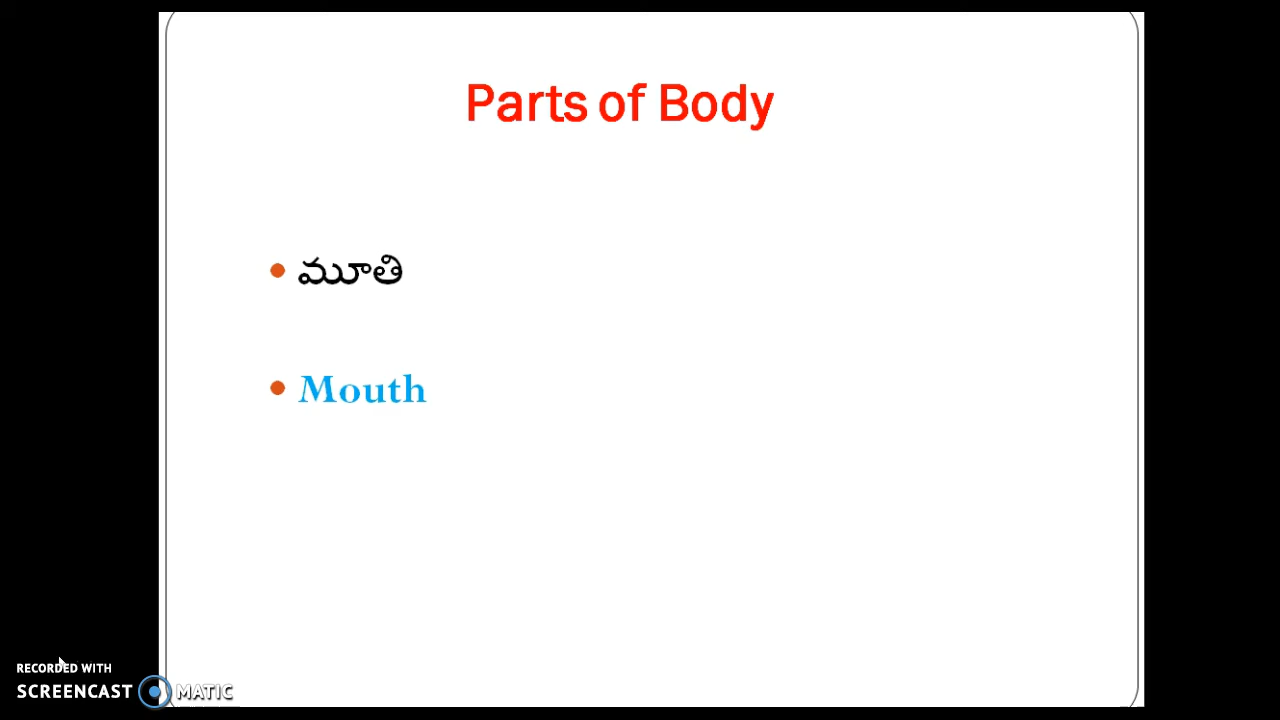 Parts of Body
మూతి
Mouth
RECORDED WITH
SCREENCAST MATIC